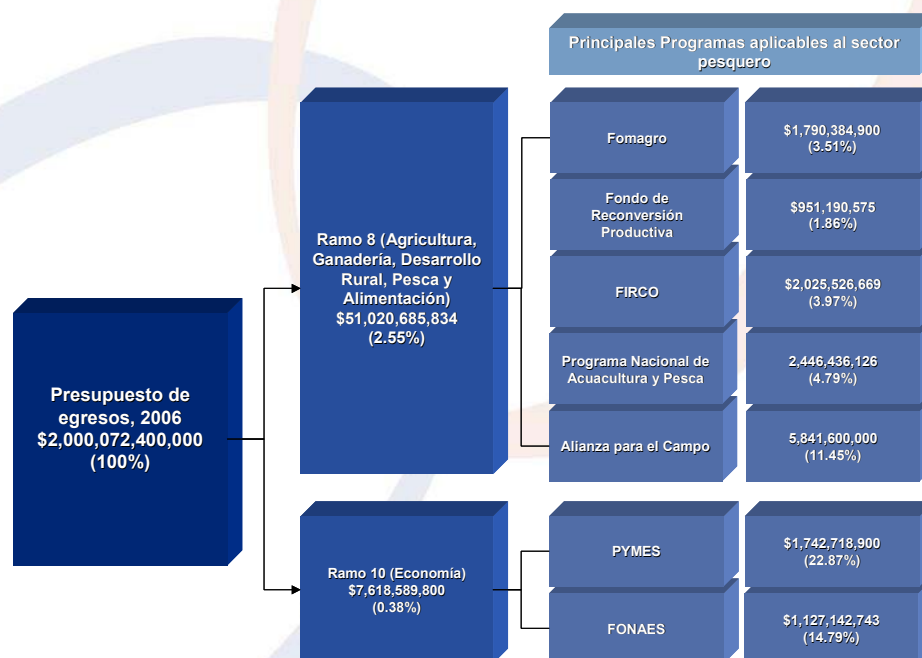 Principales Programas aplicables al sector
pesquero
Presupuesto de
egresos, 2006
$2,000,072,400,000
(100%)
Ramo 8 (Agricultura,
Ganadería, Desarrollo
Rural, Pesca y
Alimentación)
$51,020,685,834
(2.55%)
Fomagro
$1,790,384,900
(3.51%)
Fondo de
Reconversión
Productiva
$951,190,575
(1.86%)
FIRCO
$2,025,526,669
(3.97%)
Programa Nacional de
Acuacultura y Pesca
2,446,436,126
(4.79%)
Alianza para el Campo
5,841,600,000
(11.45%)
Ramo 10 (Economía)
$7,618,589,800
(0.38%)
PYMES
$1,742,718,900
(22.87%)
FONAES
$1,127,142,743
(14.79%)